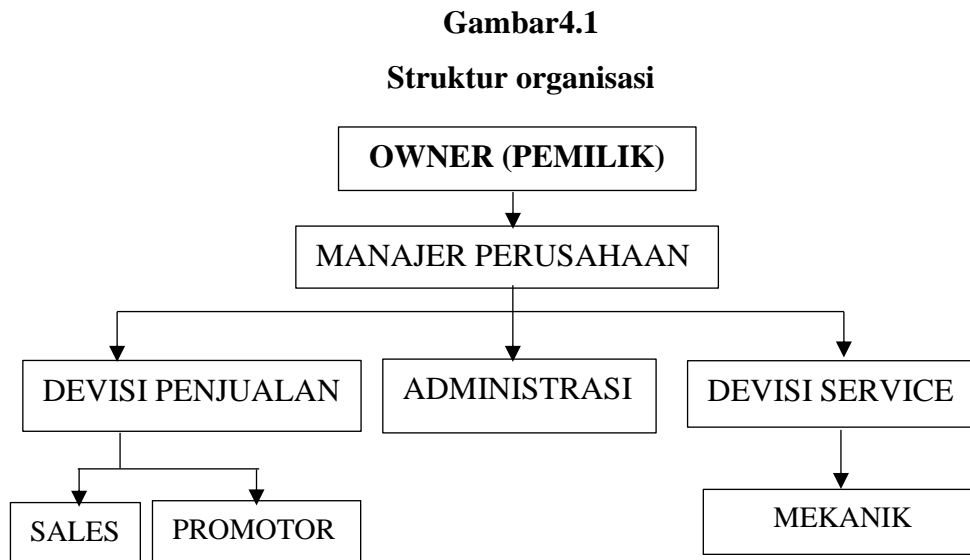 Gambar4.1
Struktur organisasi
OWNER (PEMILIK)
MANAJER PERUSAHAAN
DEVISI PENJUALAN
ADMINISTRASI
DEVISI SERVICE
SALES
PROMOTOR
MEKANIK